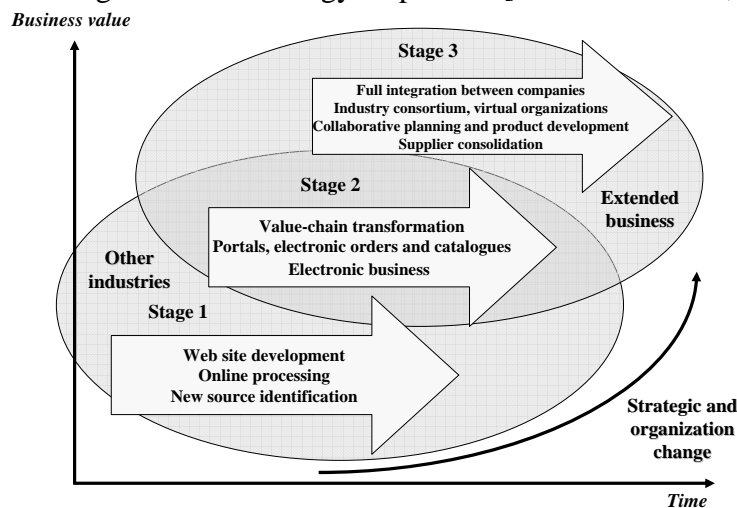 Business value
Stage 3
Full integration between companies
Industry consortium, virtual organizations
Collaborative planning and product development
Supplier consolidation
Stage 2
Extended
business
Value-chain transformation
Portals, electronic orders and catalogues
Electronic business
Other
industries
Stage 1
Web site development
Online processing
New source identification
Strategic and
organization
change
Time